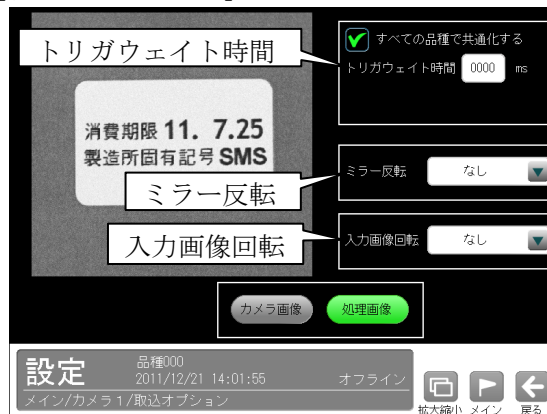 トリガウェイト時間
すべての品種で共通化する
トリガウェイト時間 0000 ms
消費期限 11. 7.25
製造所固有記号 SMS
ミラー反転
ミラー反転 なし
入力画像回転
入力画像回転 なし
カメラ画像 処理画像
設定
品種000
2011/12/21 14:01:55 オフライン
メイン/カメラ1/取込オプション
拡大縮小 メイン 戻る